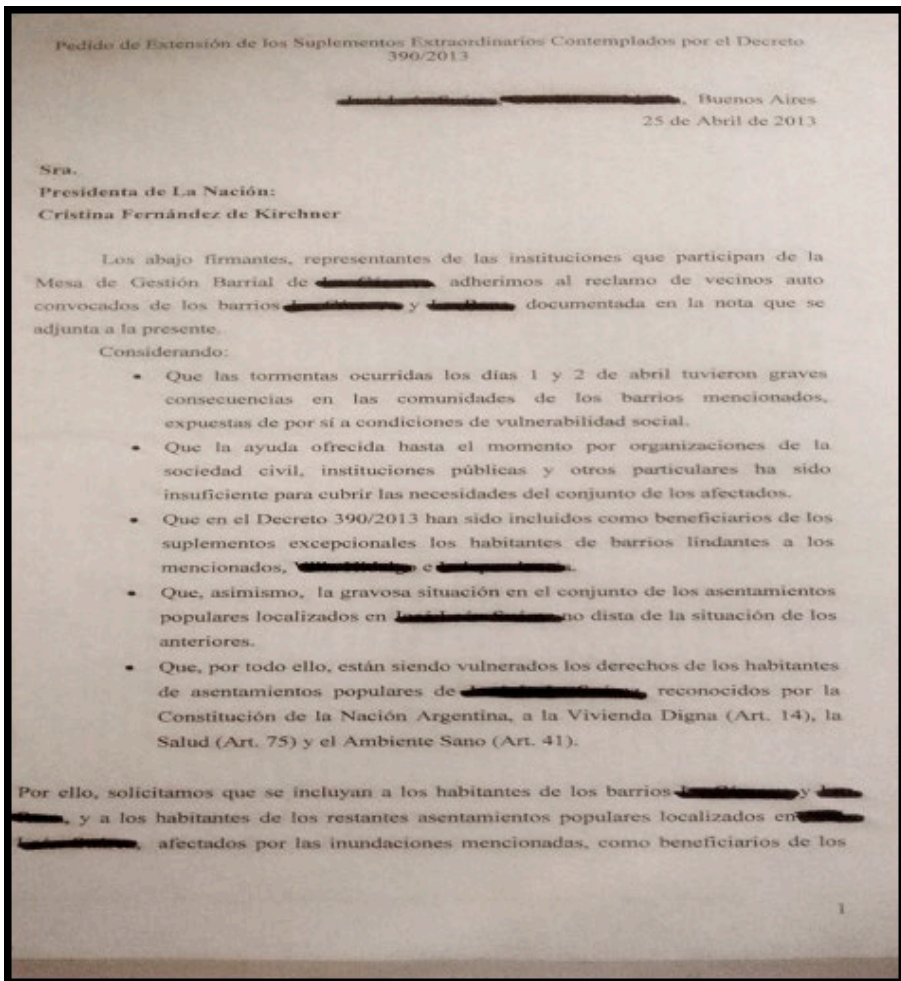 Pedido de Extensión de los Suplementos Extraordinarios Contemplados por el Decreto
390/2013
, Buenos Aires
25 de Abril de 2013
Sra.
Presidenta de La Nación:
Cristina Fernández de Kirchner
Los abajo firmantes, representantes de las instituciones que participan de la
Mesa de Gestión Barrial de adherimos al reclamo de vecinos auto
convocados de los barrios y documentada en la nota que se
adjunta a la presente.
Considerando:
• Que las tormentas ocurridas los días 1 y 2 de abril tuvieron graves
consecuencias en las comunidades de los barrios mencionados,
expuestas de por sí a condiciones de vulnerabilidad social.
• Que la ayuda ofrecida hasta el momento por organizaciones de la
sociedad civil, instituciones públicas y otros particulares ha sido
insuficiente para cubrir las necesidades del conjunto de los afectados.
• Que en el Decreto 390/2013 han sido incluidos como beneficiarios de los
suplementos excepcionales los habitantes de barrios lindantes a los
mencionados, e .
• Que, asimismo, la gravosa situación en el conjunto de los asentamientos
populares localizados en no dista de la situación de los
anteriores.
• Que, por todo ello, están siendo vulnerados los derechos de los habitantes
de asentamientos populares de , reconocidos por la
Constitución de la Nación Argentina, a la Vivienda Digna (Art. 14), la
Salud (Art. 75) y el Ambiente Sano (Art. 41).
Por ello, solicitamos que se incluyan a los habitantes de los barrios y
, y a los habitantes de los restantes asentamientos populares localizados en
, afectados por las inundaciones mencionadas, como beneficiarios de los
1